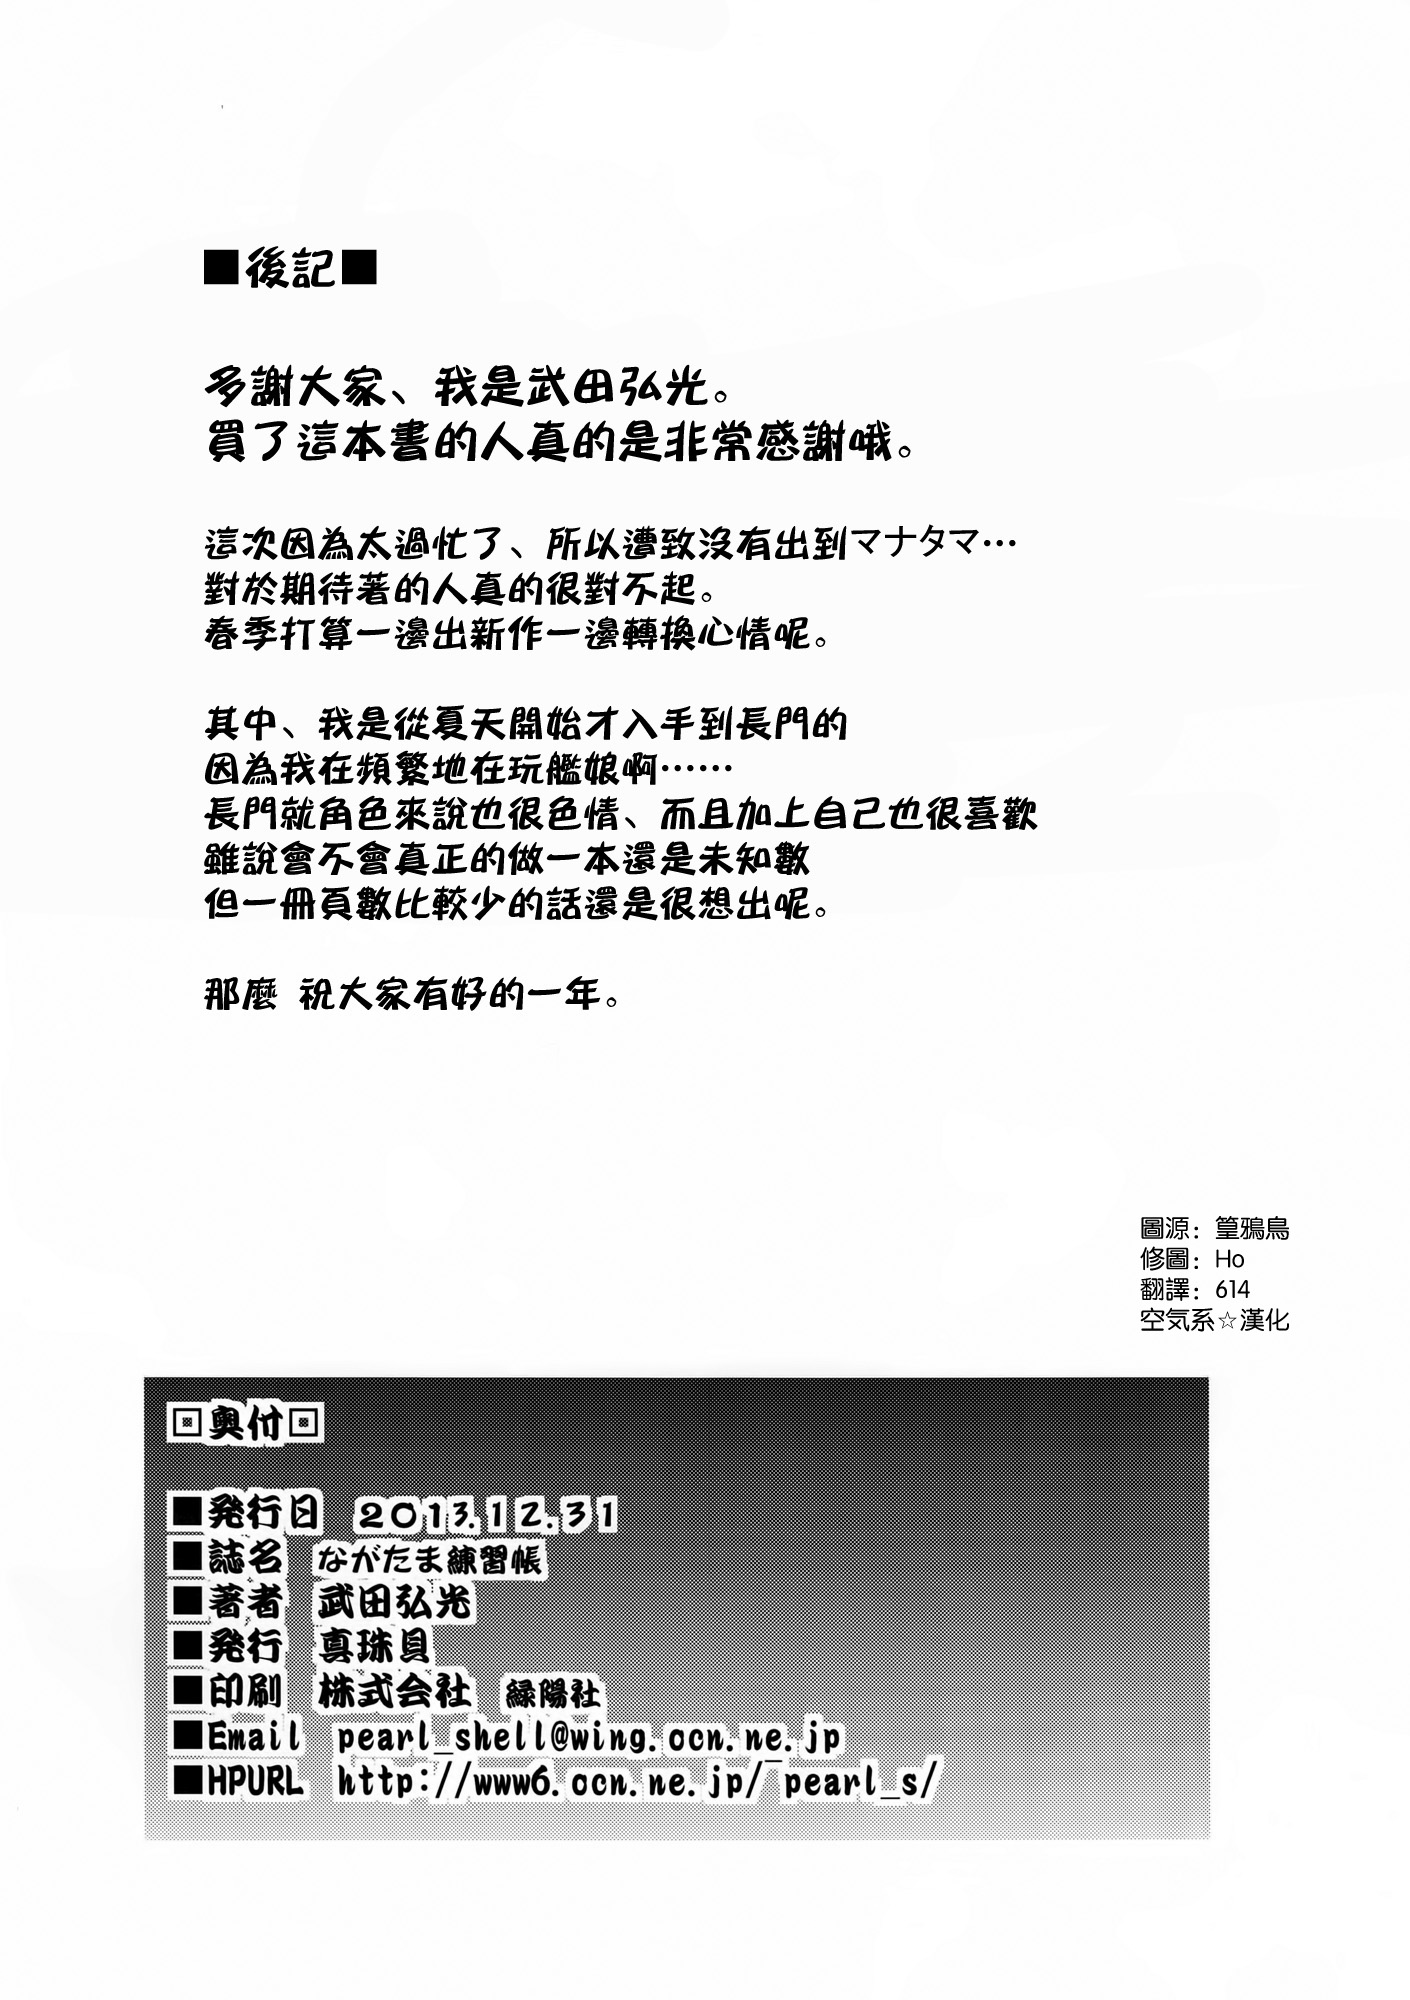 ■後記■
多謝大家、我是武田弘光。
買了這本書的人真的是非常感謝哦。
這次因為太過忙了、所以遭致沒有出到マナタマ…
對於期待著的人真的很對不起。
春季打算一邊出新作一邊轉換心情呢。
其中、我是從夏天開始才入手到長門的
因為我在頻繁地在玩艦娘啊……
長門就角色來說也很色情、而且加上自己也很喜歡
雖說會不會真正的做一本還是未知數
但一冊頁數比較少的話還是很想出呢。
那麼 祝大家有好的一年。
圖源：篁鴉鳥
修圖：Ho
翻譯：614
空気系☆漢化
回奥付回
■発行日 2013.12.31
■誌名 ながたま練習帳
■著者 武田弘光
■発行 真珠貝
■印刷 株式会社 緑陽社
■Email pearl_shell@wing.ocn.ne.jp
■HPURL http://www6.ocn.ne.jp/~pearl_s/